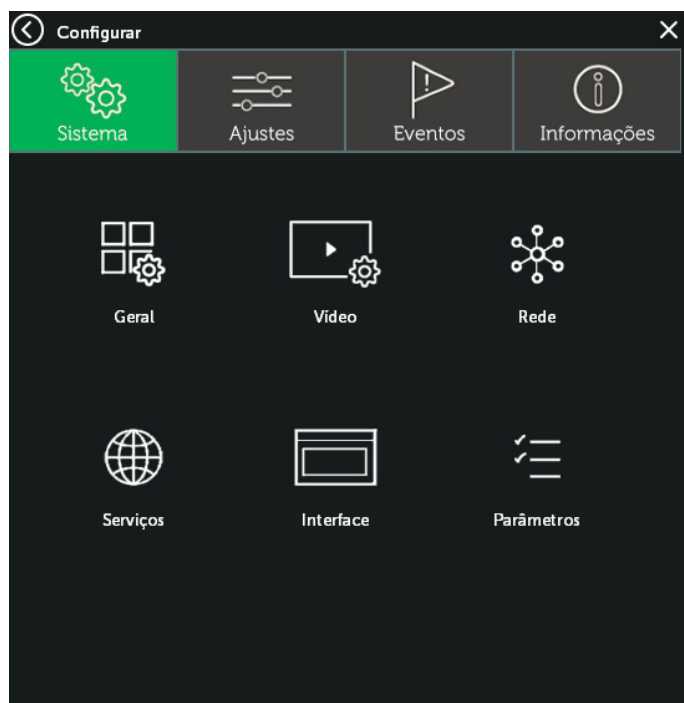 Configurar
Sistema
Ajustes
Eventos
Informações
Geral
Vídeo
Rede
Serviços
Interface
Parâmetros